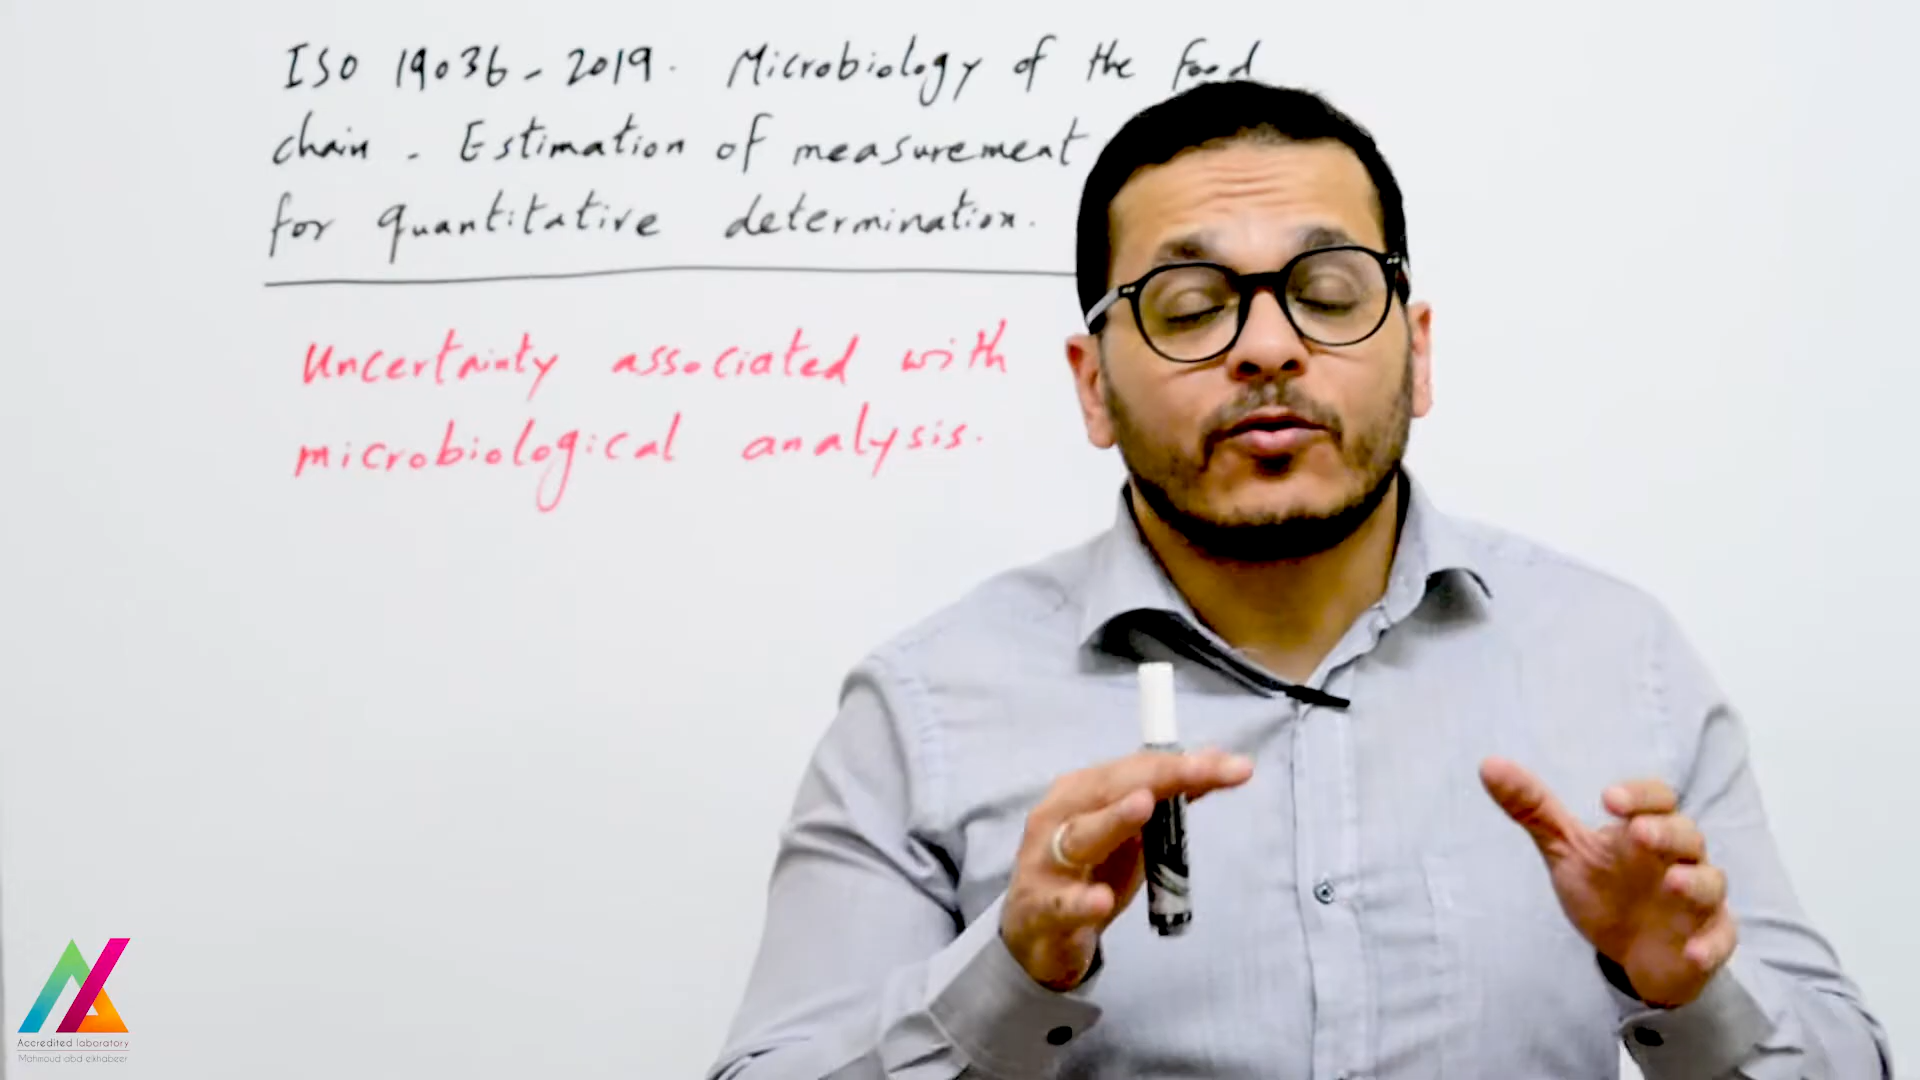 ISO 19036 - 2019. Microbiology of the food
chain - Estimation of measurement
for quantitative determination.
Uncertainty associated with
microbiological analysis.
Accredited laboratory
Mahmoud abd elkhabeer